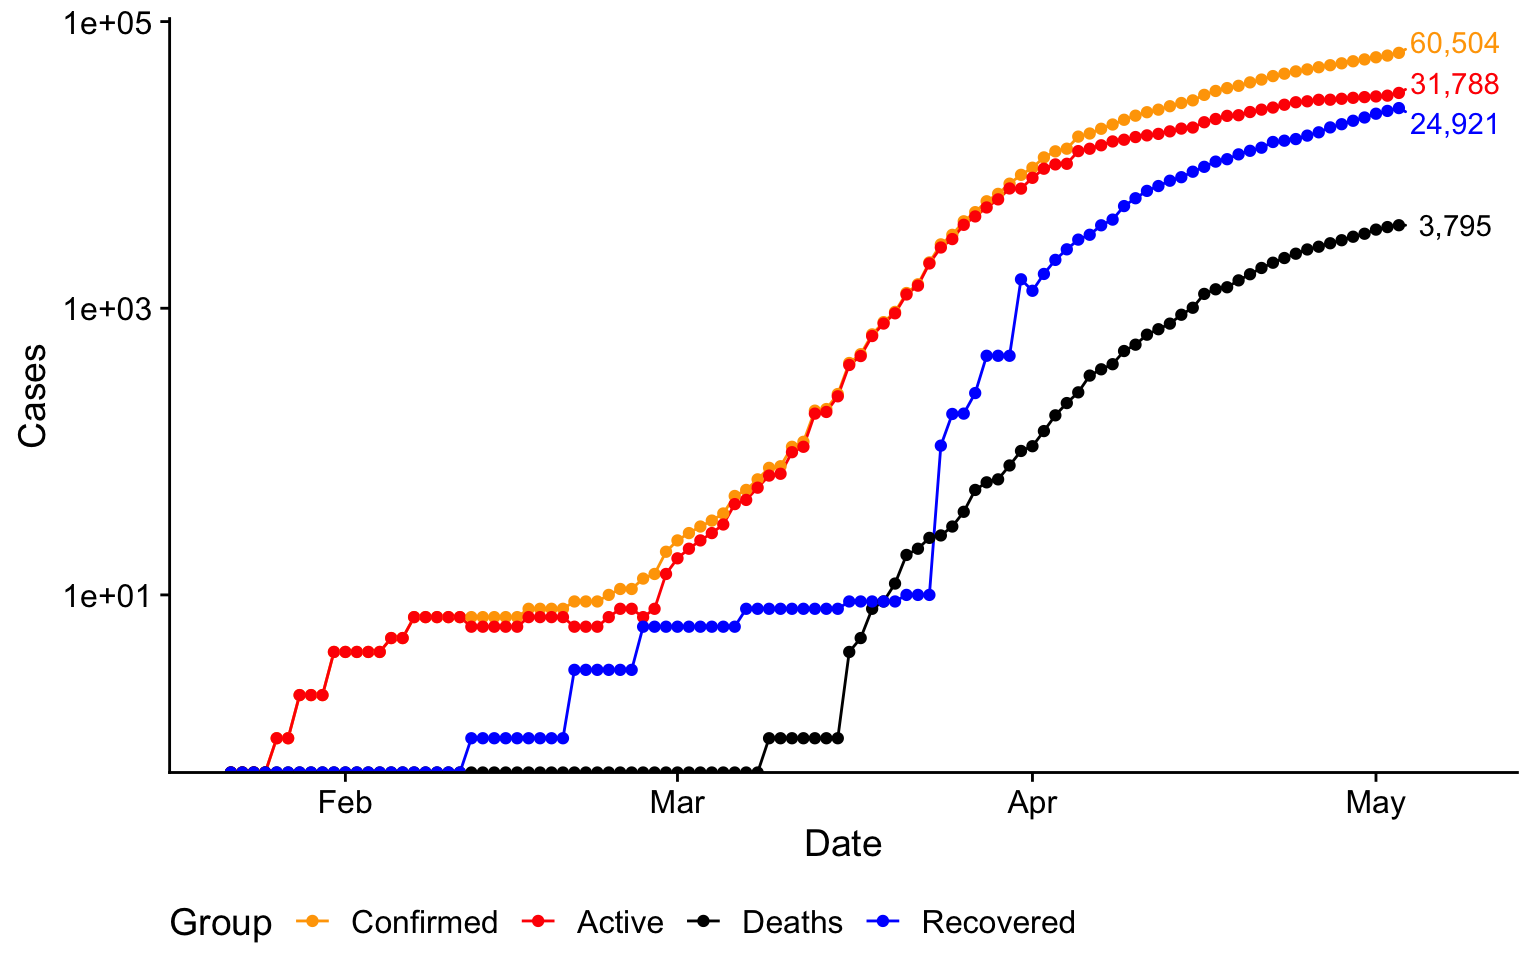 1e+05
60,504
31,788
24,921
3,795
1e+03
Cases
1e+01
Feb Mar Apr May
Date
Group Confirmed Active Deaths Recovered